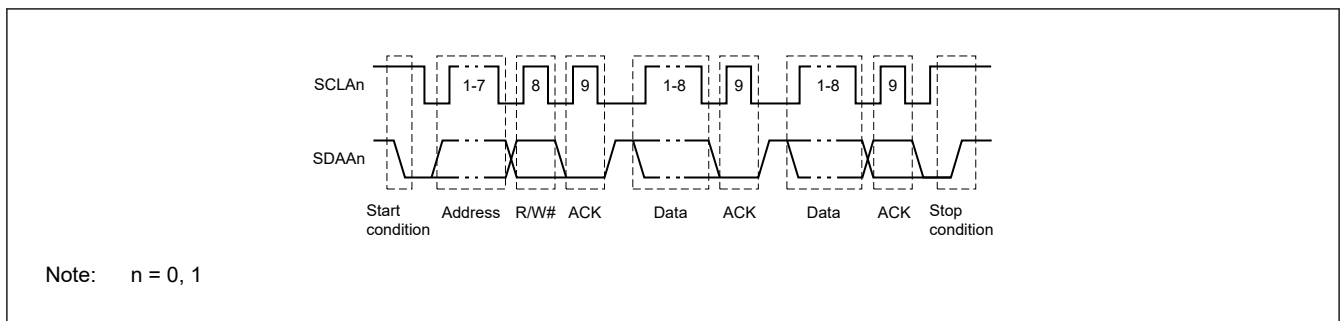 SCLAn
1-7 8 9 1-8 9 1-8 9
SDAAn
Start condition Address R/W# ACK Data ACK Data ACK Stop condition
Note: n = 0, 1